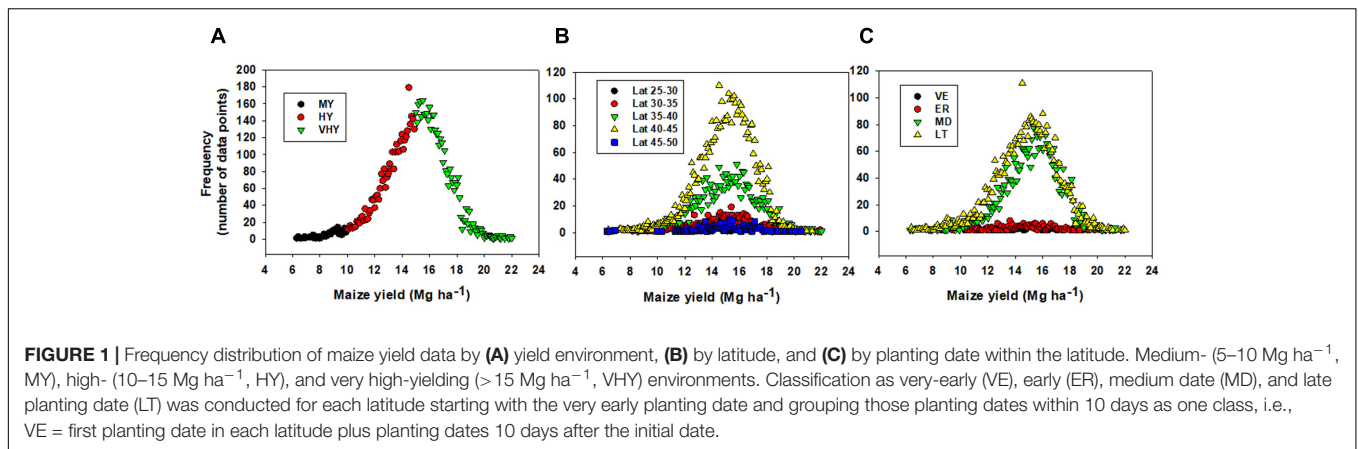 A
B
C
Frequency
(number of data points)
200
180
160
140
120
100
80
60
40
20
0
MY
HY
VHY
4 6 8 10 12 14 16 18 20 22 24
Maize yield (Mg ha-1)
120
100
80
60
40
20
0
Lat 25-30
Lat 30-35
Lat 35-40
Lat 40-45
Lat 45-50
4 6 8 10 12 14 16 18 20 22 24
Maize yield (Mg ha-1)
120
100
80
60
40
20
0
VE
ER
MD
LT
4 6 8 10 12 14 16 18 20 22 24
Maize yield (Mg ha-1)
FIGURE 1 | Frequency distribution of maize yield data by (A) yield environment, (B) by latitude, and (C) by planting date within the latitude. Medium- (5–10 Mg ha−1,
MY), high- (10–15 Mg ha−1, HY), and very high-yielding (>15 Mg ha−1, VHY) environments. Classification as very-early (VE), early (ER), medium date (MD), and late
planting date (LT) was conducted for each latitude starting with the very early planting date and grouping those planting dates within 10 days as one class, i.e.,
VE = first planting date in each latitude plus planting dates 10 days after the initial date.